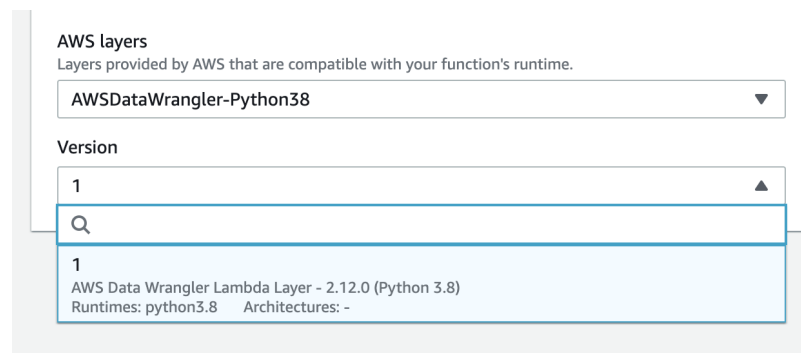 AWS layers
Layers provided by AWS that are compatible with your function's runtime.
AWSDataWrangler-Python38
Version
1
1
AWS Data Wrangler Lambda Layer - 2.12.0 (Python 3.8)
Runtimes: python3.8 Architectures: -